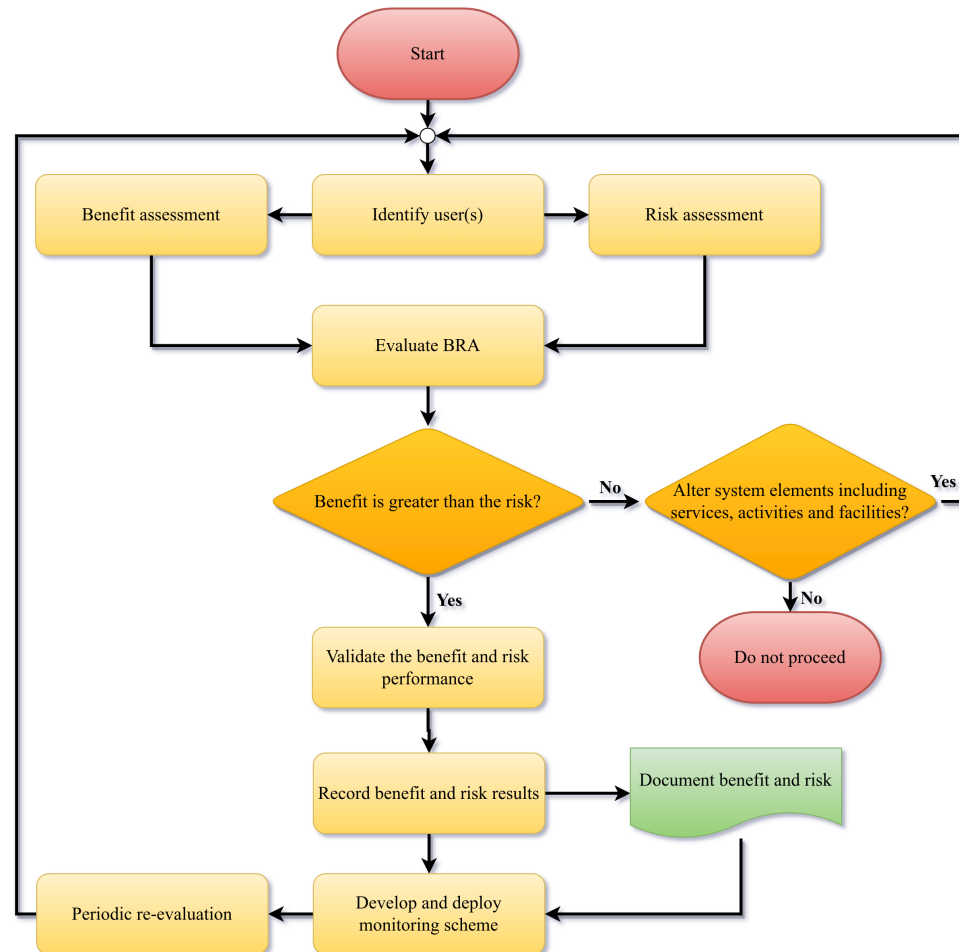 Start
Benefit assessment
Identify user(s)
Risk assessment
Evaluate BRA
Benefit is greater than the risk?
No
Alter system elements including
services, activities and facilities?
Yes
Yes
No
Validate the benefit and risk
performance
Do not proceed
Record benefit and risk results
Document benefit and risk
Periodic re-evaluation
Develop and deploy
monitoring scheme